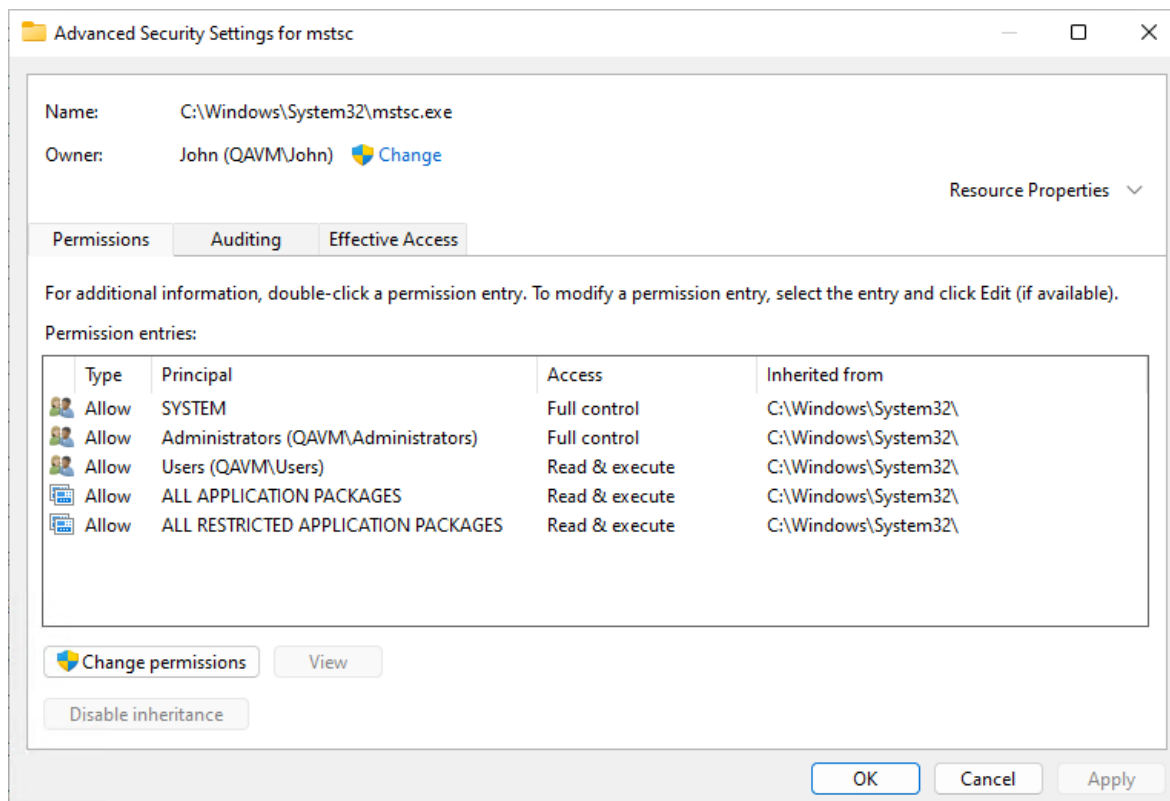 Advanced Security Settings for mstsc
Name: C:\Windows\System32\mstsc.exe
Owner: John (QAVM\John) Change
Resource Properties
Permissions Auditing Effective Access
For additional information, double-click a permission entry. To modify a permission entry, select the entry and click Edit (if available).
Permission entries:
Type Principal Access Inherited from
Allow SYSTEM Full control C:\Windows\System32\
Allow Administrators (QAVM\Administrators) Full control C:\Windows\System32\
Allow Users (QAVM\Users) Read & execute C:\Windows\System32\
Allow ALL APPLICATION PACKAGES Read & execute C:\Windows\System32\
Allow ALL RESTRICTED APPLICATION PACKAGES Read & execute C:\Windows\System32\
Change permissions View
Disable inheritance
OK Cancel Apply